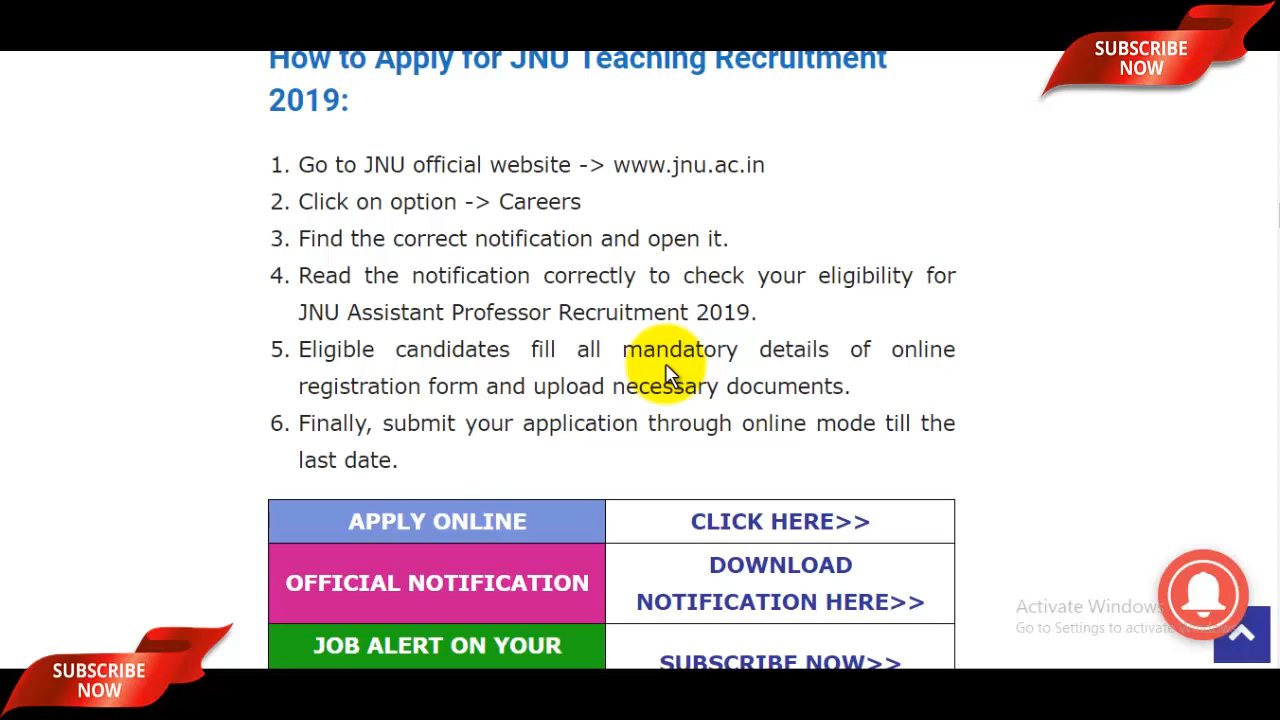 SUBSCRIBE
NOW
How to Apply for JNU Teaching Recruitment
2019:
1. Go to JNU official website -> www.jnu.ac.in
2. Click on option -> Careers
3. Find the correct notification and open it.
4. Read the notification correctly to check your eligibility for
JNU Assistant Professor Recruitment 2019.
5. Eligible candidates fill all mandatory details of online
registration form and upload necessary documents.
6. Finally, submit your application through online mode till the
last date.
APPLY ONLINE
CLICK HERE>>
OFFICIAL NOTIFICATION
DOWNLOAD
NOTIFICATION HERE>>
JOB ALERT ON YOUR
SUBSCRIBE NOW>>
Activate Windows
Go to Settings to activate Windows.
SUBSCRIBE
NOW